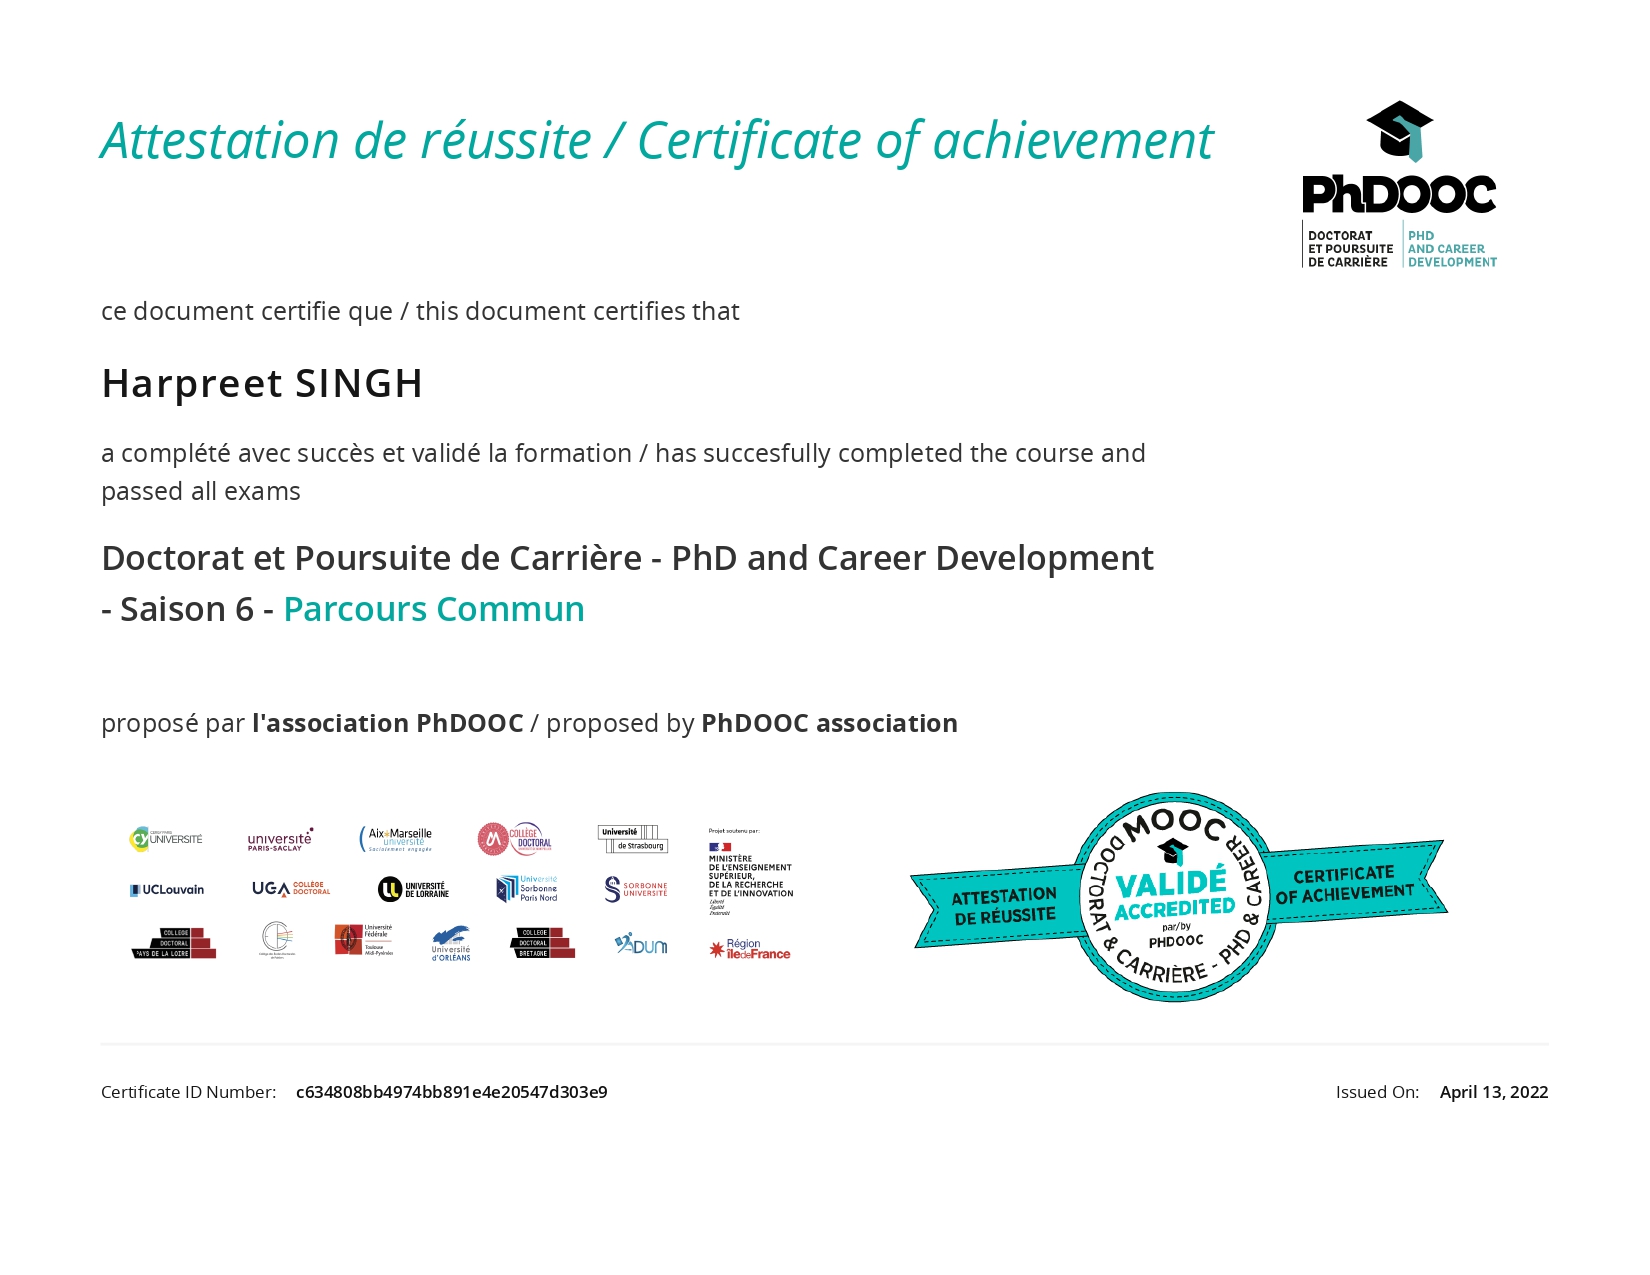 Attestation de réussite / Certificate of achievement
PhDOOC
DOCTORAT
ET POURSUITE
DE CARRIÈRE
PHD
AND CAREER
DEVELOPMENT
ce document certifie que / this document certifies that
Harpreet SINGH
a complété avec succès et validé la formation / has succesfully completed the course and
passed all exams
Doctorat et Poursuite de Carrière - PhD and Career Development
- Saison 6 - Parcours Commun
proposé par l'association PhDOOC / proposed by PhDOOC association
CY UNIVERSITÉ
université
PARIS-SACLAY
Aix*Marseille
université
Socialement engagée
COLLÈGE
DOCTORAL
Université
de Strasbourg
Projet soutenu par:
MINISTÈRE
DE L'ENSEIGNEMENT
SUPÉRIEUR,
DE LA RECHERCHE
ET DE L'INNOVATION
Liberté
Égalité
Fraternité
UCLouvain
UGA COLLÈGE
DOCTORAL
UNIVERSITÉ
DE LORRAINE
Université
Sorbonne
Paris Nord
SORBONNE
UNIVERSITÉ
COLLEGE
DOCTORAL
PAYS DE LA LOIRE
Université
Fédérale
Toulouse
Midi-Pyrénées
Université
d'ORLÉANS
COLLEGE
DOCTORAL
BRETAGNE
ADUM
Région
îledeFrance
ATTESTATION
DE RÉUSSITE
MOOC
DOCTORAT & CARRIÈRE - PHD & CAREER
VALIDÉ
ACCREDITED
par/by
PHDOOC
CERTIFICATE
OF ACHIEVEMENT
Certificate ID Number: c634808bb4974bb891e4e20547d303e9
Issued On: April 13, 2022